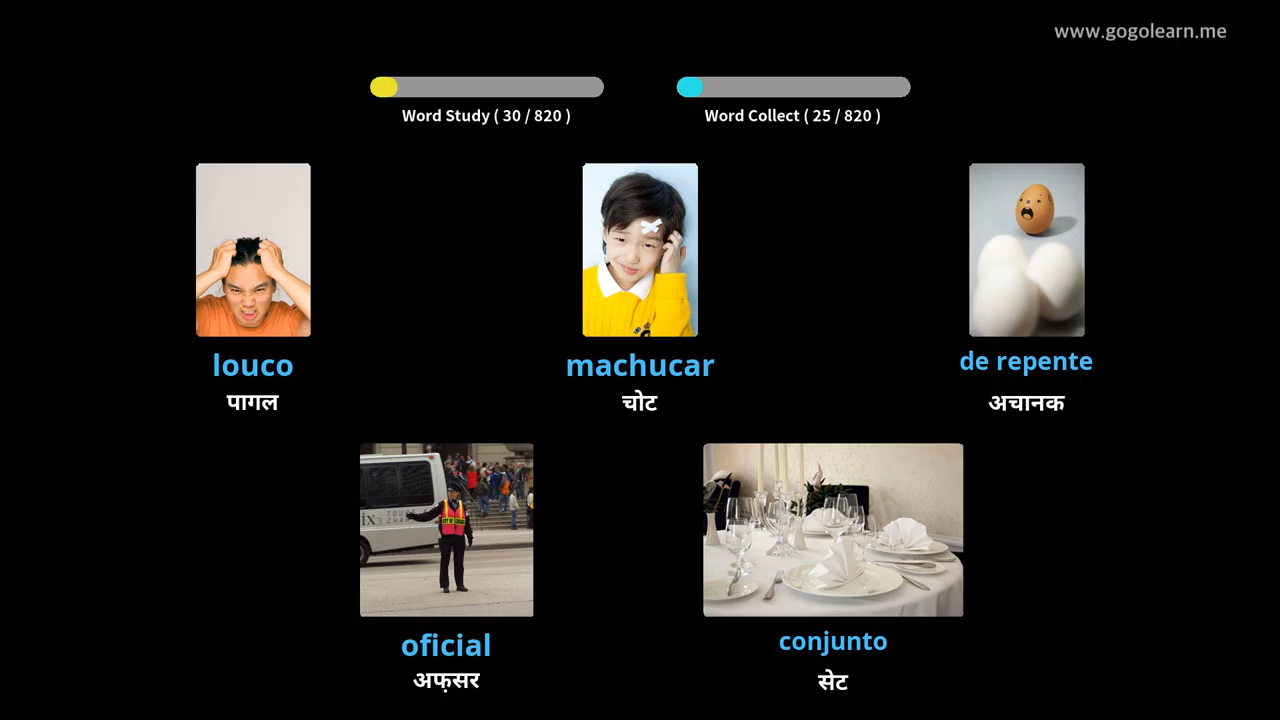 www.gogolearn.me
Word Study ( 30 / 820 )
Word Collect ( 25 / 820 )
louco
machucar
de repente
पागल
चोट
अचानक
oficial
conjunto
अफ़सर
सेट